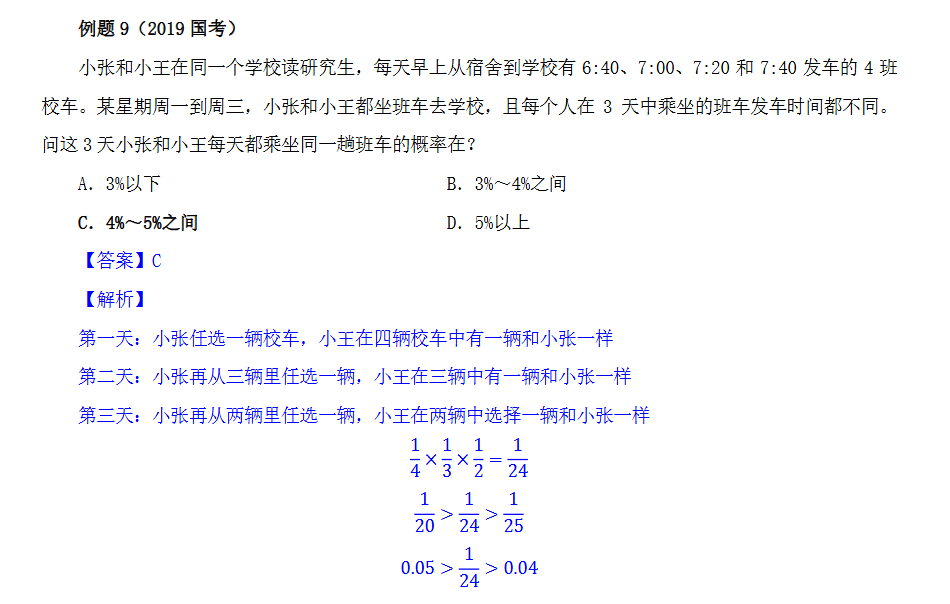 例题 9（2019 国考）
小张和小王在同一个学校读研究生，每天早上从宿舍到学校有 6:40、7:00、7:20 和 7:40 发车的 4 班
校车。某星期周一到周三，小张和小王都坐班车去学校，且每个人在 3 天中乘坐的班车发车时间都不同。
问这 3 天小张和小王每天都乘坐同一趟班车的概率在？
A．3%以下 B．3%～4%之间
C．4%～5%之间 D．5%以上
【答案】C
【解析】
第一天：小张任选一辆校车，小王在四辆校车中有一辆和小张一样
第二天：小张再从三辆里任选一辆，小王在三辆中有一辆和小张一样
第三天：小张再从两辆里任选一辆，小王在两辆中选择一辆和小张一样
1/4 × 1/3 × 1/2 = 1/24
1/20 > 1/24 > 1/25
0.05 > 1/24 > 0.04